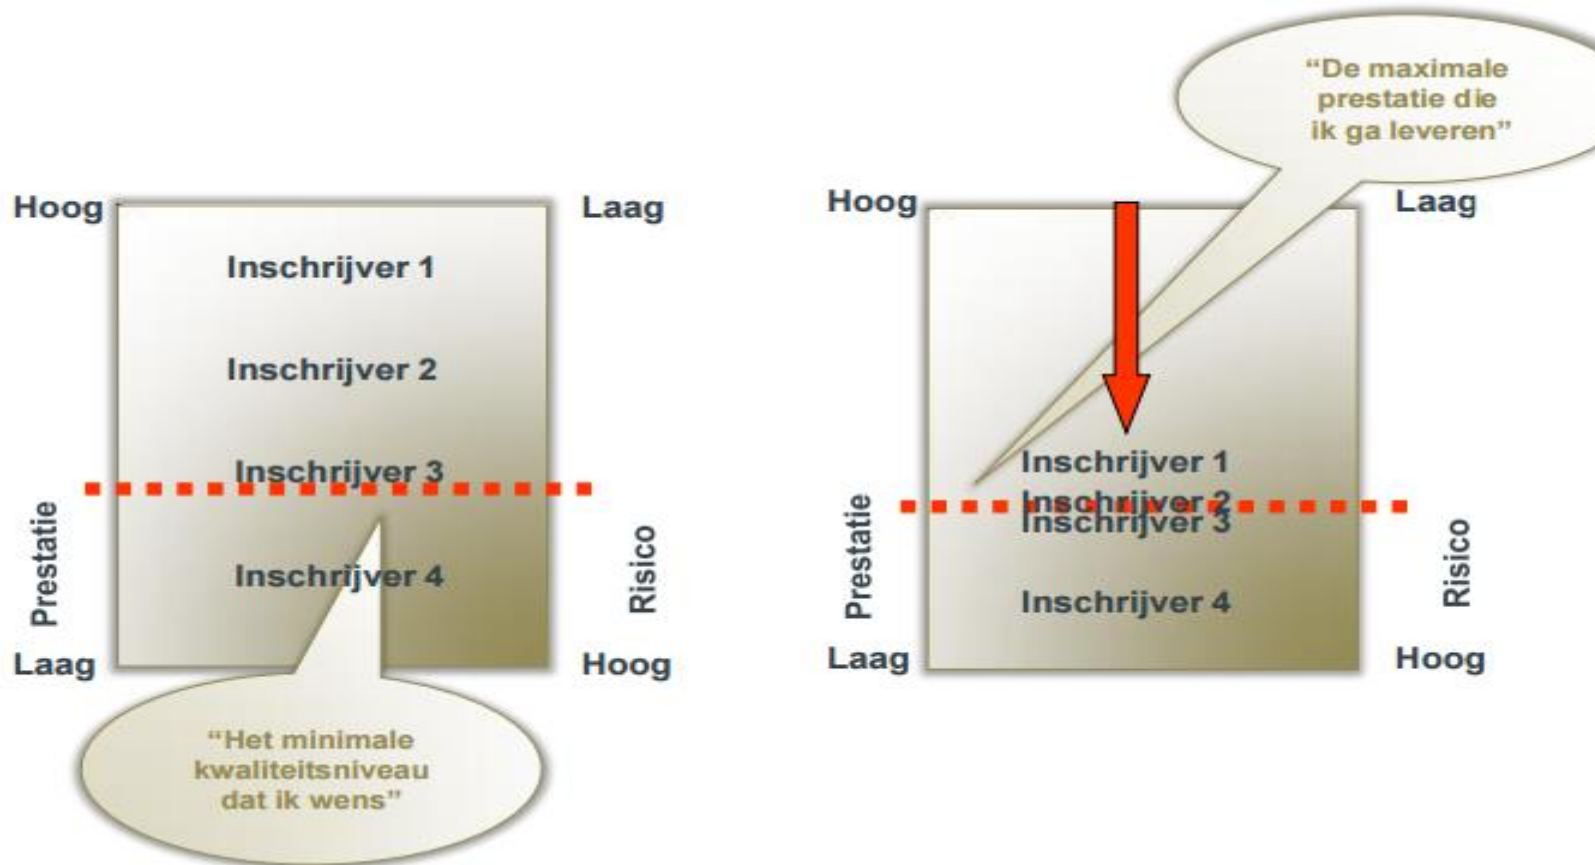 Hoog
Laag
Inschrijver 1
Inschrijver 2
Inschrijver 3
Inschrijver 4
Prestatie
Risico
Laag
Hoog
“Het minimale
kwaliteitsniveau
dat ik wens”
“De maximale
prestatie die
ik ga leveren”
Hoog
Laag
Inschrijver 1
Inschrijver 2
Inschrijver 3
Inschrijver 4
Prestatie
Risico
Laag
Hoog